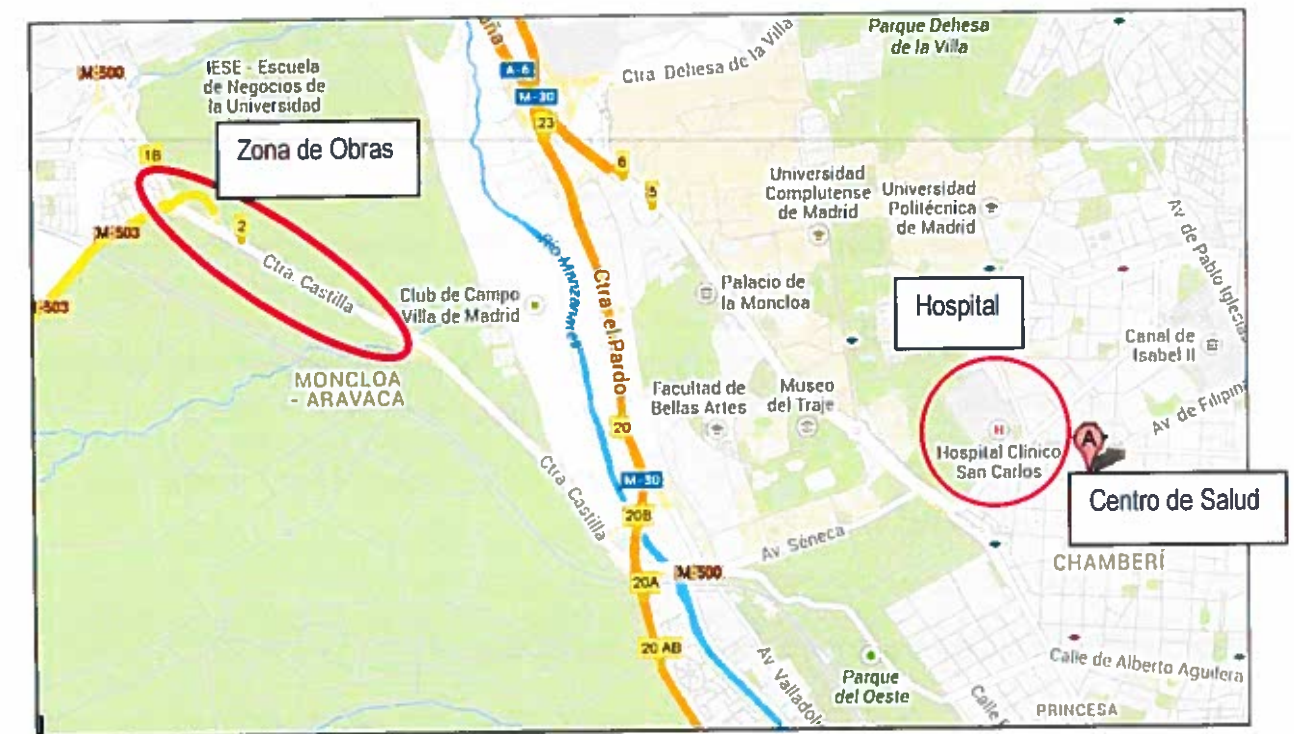 Parque Dehesa
de la Villa
Ctra Dehesa de la Villa
M-500
IESE - Escuela
de Negocios de
la Universidad
A-6
M-30
23
Zona de Obras
1B
6
5
2
M-503
Universidad
Complutense
de Madrid
Universidad
Politécnica
de Madrid
Av. de Pablo Iglesias
Río Manzanares
Ctra. el Pardo
Ctra. Castilla
Club de Campo
Villa de Madrid
Palacio de
la Moncloa
Hospital
Canal de
Isabel II
-503
MONCLOA
- ARAVACA
Facultad de
Bellas Artes
Museo
del Traje
Av. de Filipin
20
H
Hospital Clínico
San Carlos
A
Centro de Salud
Ctra. Castilla
M-30
20B
Av Séneca
CHAMBERÍ
M-500
20A
20 AB
Av. Valladol
Parque
del Oeste
Calle de Alberto Aguilera
Calle
PRINCESA